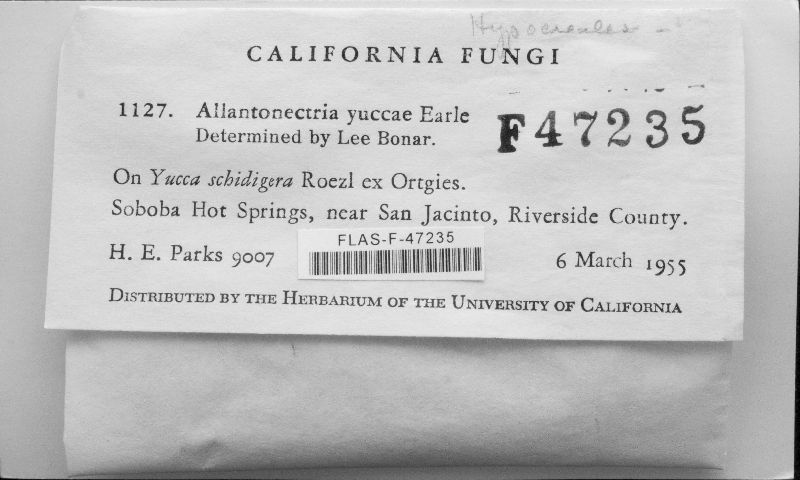 Hypocreales
CALIFORNIA FUNGI
1127. Allantonectria yuccae Earle
Determined by Lee Bonar.
F47235
On Yucca schidigera Roezl ex Ortgies.
Soboba Hot Springs, near San Jacinto, Riverside County.
H. E. Parks 9007
FLAS-F-47235
6 March 1955
DISTRIBUTED BY THE HERBARIUM OF THE UNIVERSITY OF CALIFORNIA